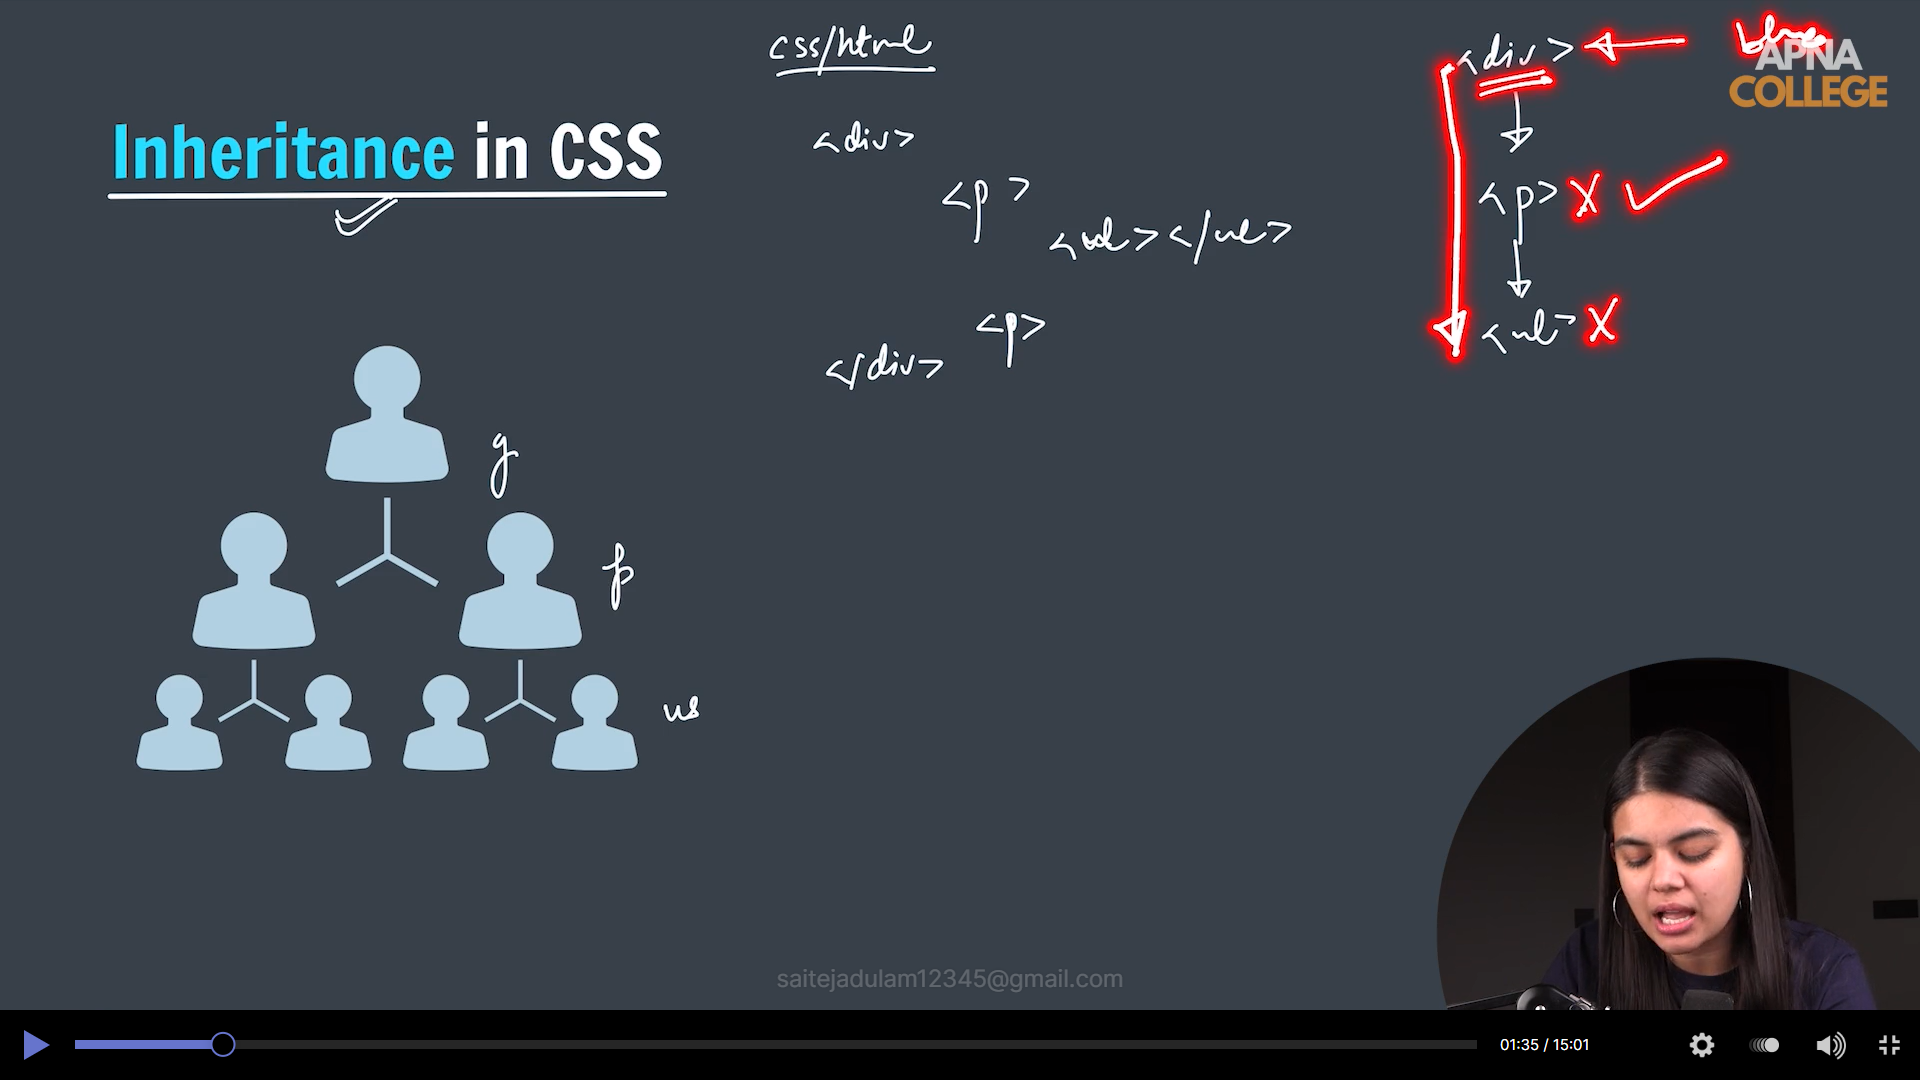 css/html
<div>
APNA
COLLEGE
<div>
Inheritance in CSS
<p>
<ul></ul>
<p>
<p>
</div>
<ul>
g
p
us
saitejadulam12345@gmail.com
01:35 / 15:01